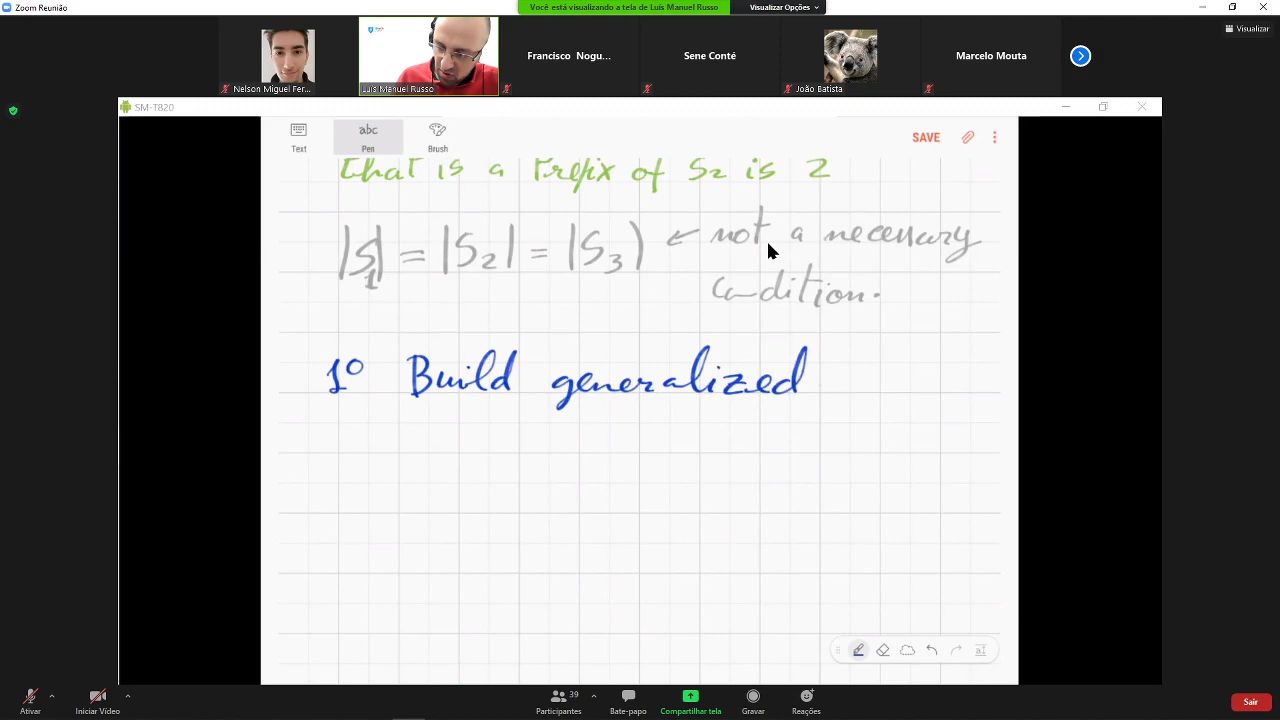 Zoom Reunião
Você está visualizando a tela de Luís Manuel Russo
Visualizar Opções
Visualizar
Nelson Miguel Fer...
Luís Manuel Russo
Francisco Nogu...
Sene Conté
João Batista
Marcelo Mouta
SM-T820
Text
abc
Pen
Brush
SAVE
that is a Prefix of S2 is 2
|S1| = |S2| = |S3| ← not a necessary
condition.
1º Build generalized
Ativar
Iniciar Vídeo
39
Participantes
Bate-papo
Compartilhar tela
Gravar
Reações
Sair